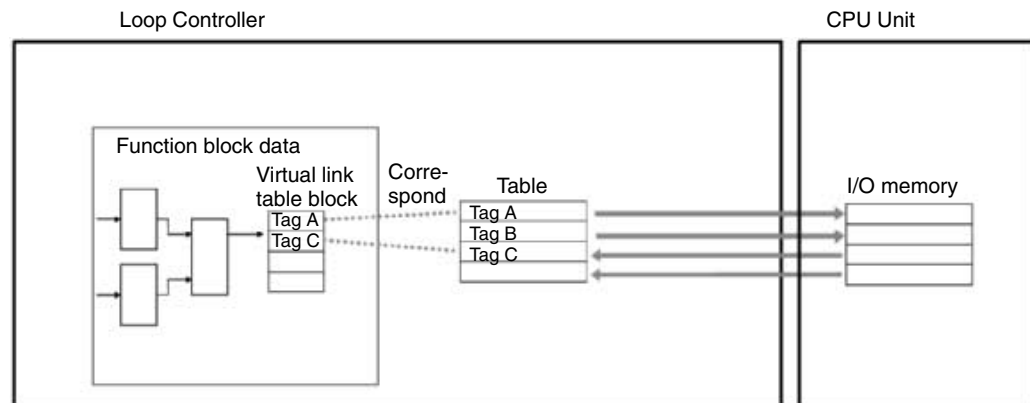 Loop Controller
CPU Unit
Function block data
Virtual link
table block
Tag A
Tag C
Corre-
spond
Table
Tag A
Tag B
Tag C
I/O memory